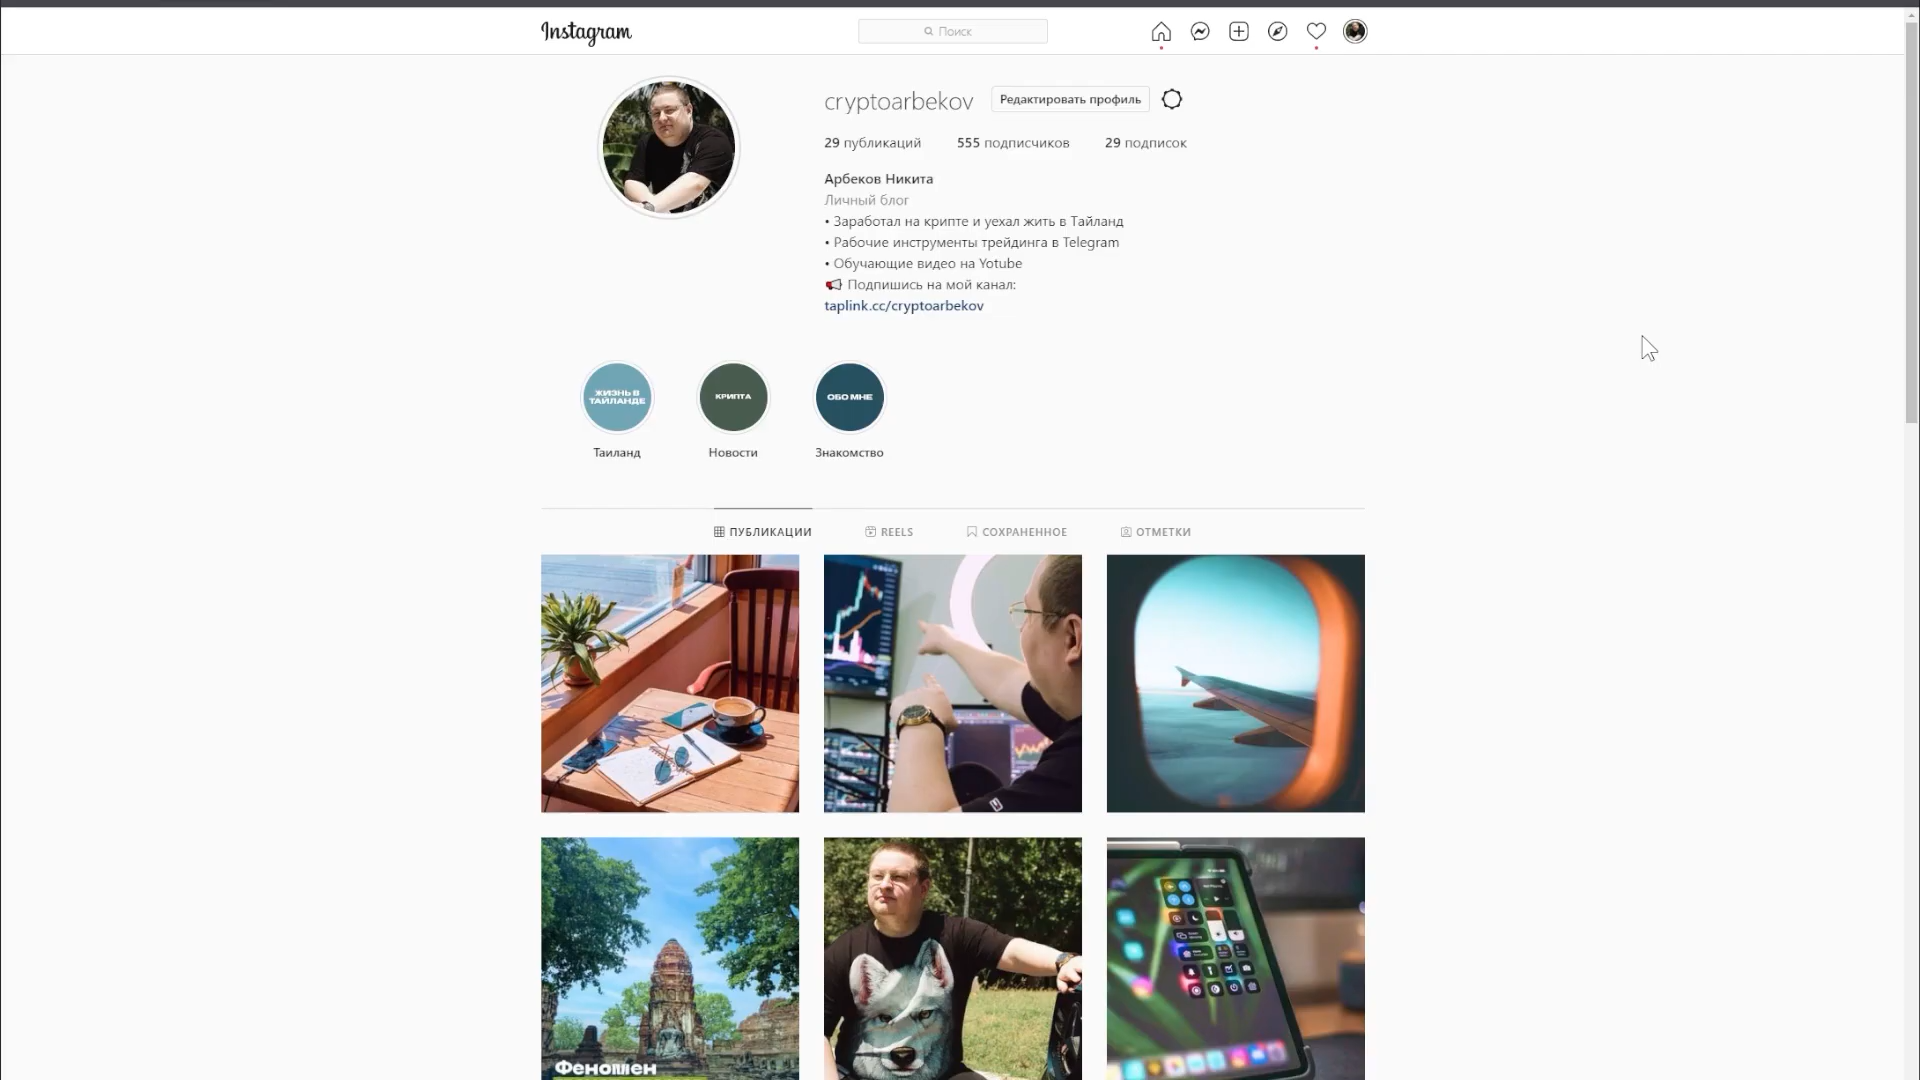 Instagram
Поиск
cryptoarbekov
Редактировать профиль
29 публикаций 555 подписчиков 29 подписок
Арбеков Никита
Личный блог
• Заработал на крипте и уехал жить в Тайланд
• Рабочие инструменты трейдинга в Telegram
• Обучающие видео на Yotube
📢 Подпишись на мой канал:
taplink.cc/cryptoarbekov
ЖИЗНЬ В
ТАЙЛАНДЕ
КРИПТА
ОБО МНЕ
Таиланд
Новости
Знакомство
ПУБЛИКАЦИИ
REELS
СОХРАНЕННОЕ
ОТМЕТКИ
Феномен